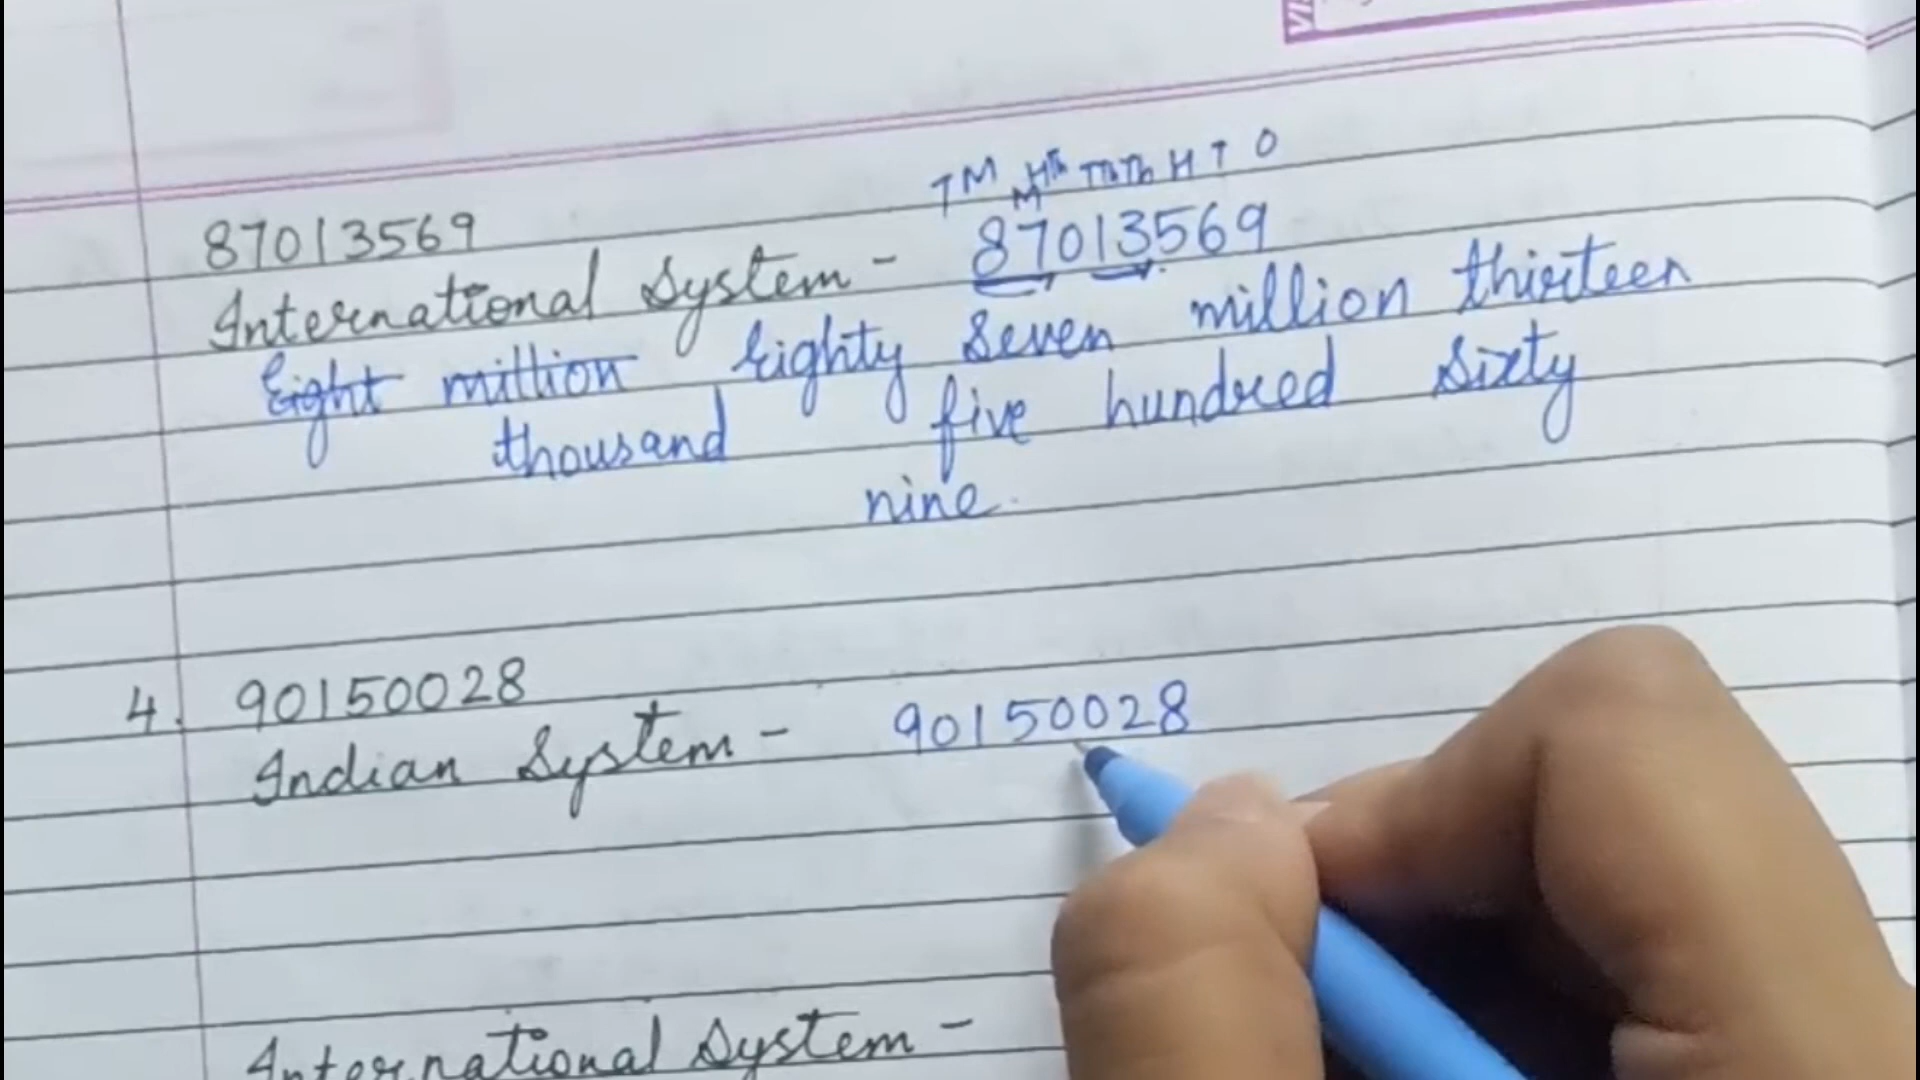 TM M HTh TTh Th H T O
87013569
International System - 87013569
Eight million Eighty Seven million thirteen
thousand five hundred Sixty
nine.
4. 90150028
Indian System - 90150028
International System -